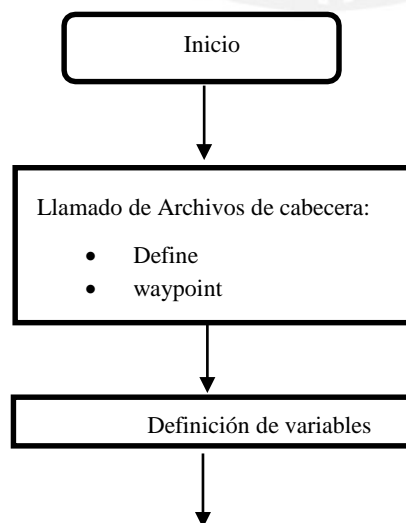 Inicio
Llamado de Archivos de cabecera:
• Define
• waypoint
Definición de variables